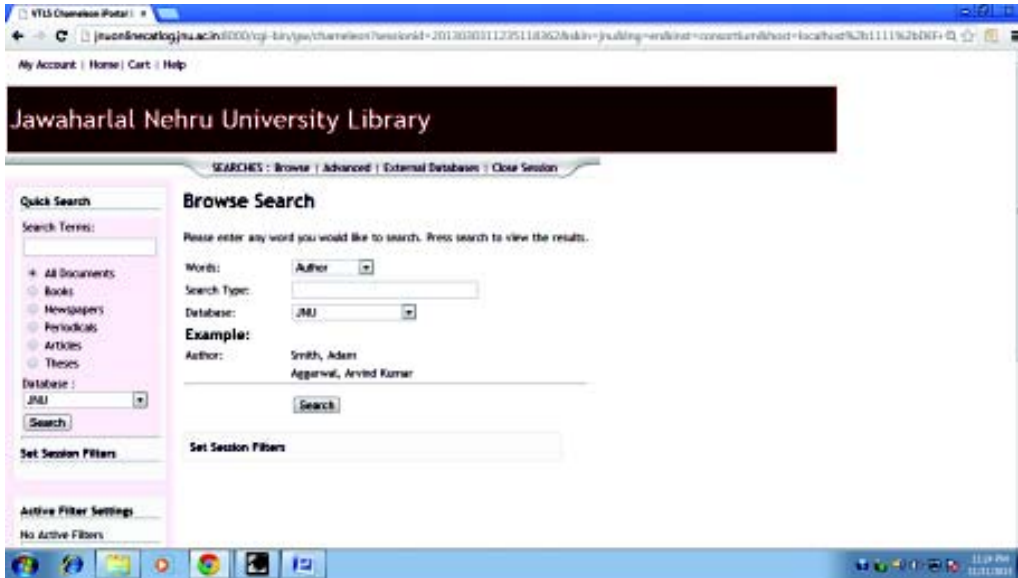 VTLS Chameleon iPortal
My Account | Home | Cart | Help
Jawaharlal Nehru University Library
SEARCHES : Browse | Advanced | External Databases | Close Session
Quick Search
Search Terms:
All Documents
Books
Newspapers
Periodicals
Articles
Theses
Database :
JNU
Search
Set Session Filters
Active Filter Settings
No Active Filters
Browse Search
Please enter any word you would like to search. Press search to view the results.
Words: Author
Search Type:
Database: JNU
Example:
Author: Smith, Adam
Aggarwal, Arvind Kumar
Search
Set Session Filters